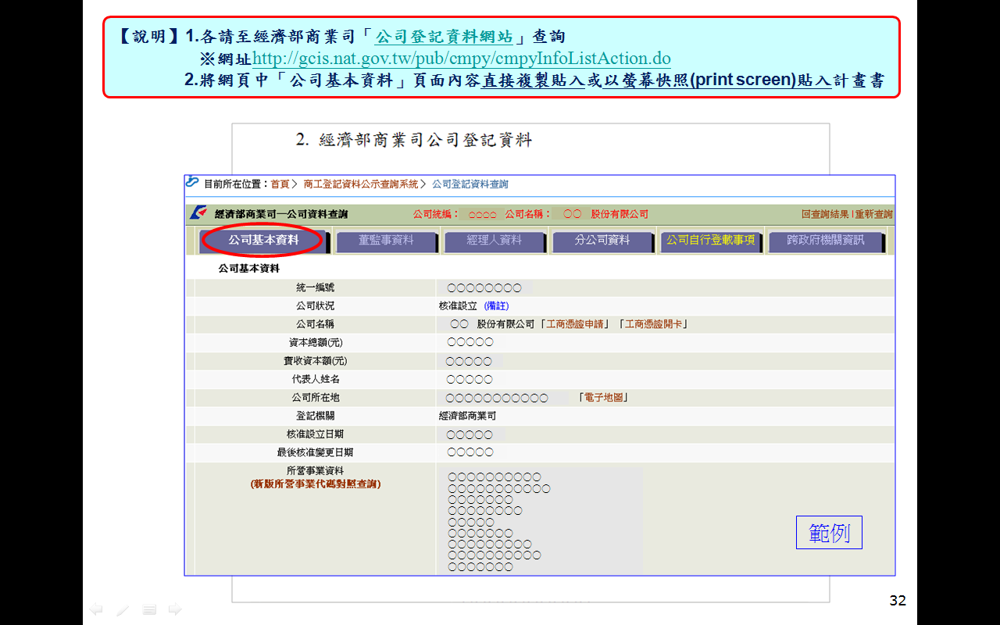 【說明】1.各請至經濟部商業司「公司登記資料網站」查詢
※網址http://gcis.nat.gov.tw/pub/cmpy/cmpyInfoListAction.do
2.將網頁中「公司基本資料」頁面內容直接複製貼入或以螢幕快照(print screen)貼入計畫書
2. 經濟部商業司公司登記資料
目前所在位置：首頁> 商工登記資料公示查詢系統> 公司登記資料查詢
經濟部商業司—公司資料查詢 公司統編： ○○○○ 公司名稱： ○○ 股份有限公司 回查詢結果|重新查詢
公司基本資料 董監事資料 經理人資料 分公司資料 公司自行登載事項 跨政府機關資訊
公司基本資料
統一編號 ○○○○○○○○
公司狀況 核准設立 (備註)
公司名稱 ○○ 股份有限公司「工商憑證申請」「工商憑證開卡」
資本總額(元) ○○○○○
實收資本額(元) ○○○○○
代表人姓名 ○○○○○
公司所在地 ○○○○○○○○○○○ 「電子地圖」
登記機關 經濟部商業司
核准設立日期 ○○○○○
最後核准變更日期 ○○○○○
所營事業資料 ○○○○○○○○○○
(新版所營事業代碼對照查詢) ○○○○○○○○○○○
○○○○○○○
○○○○○○○○
○○○○○
○○○○○○○
○○○○○○○○○
○○○○○○○○○○
○○○○○○○
範例
32